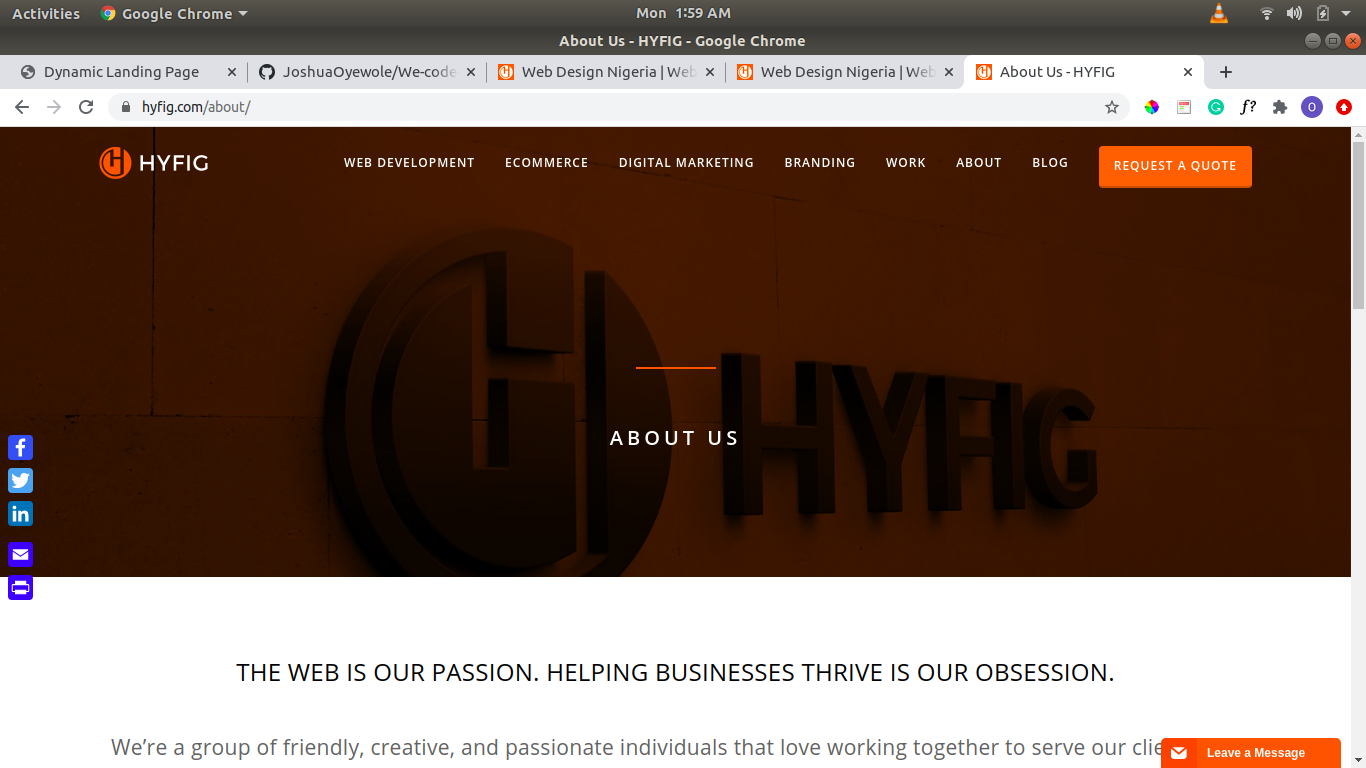 Activities Google Chrome Mon 1:59 AM
About Us - HYFIG - Google Chrome
Dynamic Landing Page JoshuaOyewole/We-code Web Design Nigeria | Web Web Design Nigeria | Web About Us - HYFIG
hyfig.com/about/ f? O
HYFIG WEB DEVELOPMENT ECOMMERCE DIGITAL MARKETING BRANDING WORK ABOUT BLOG REQUEST A QUOTE
HYFIG
ABOUT US
THE WEB IS OUR PASSION. HELPING BUSINESSES THRIVE IS OUR OBSESSION.
We’re a group of friendly, creative, and passionate individuals that love working together to serve our clie
Leave a Message